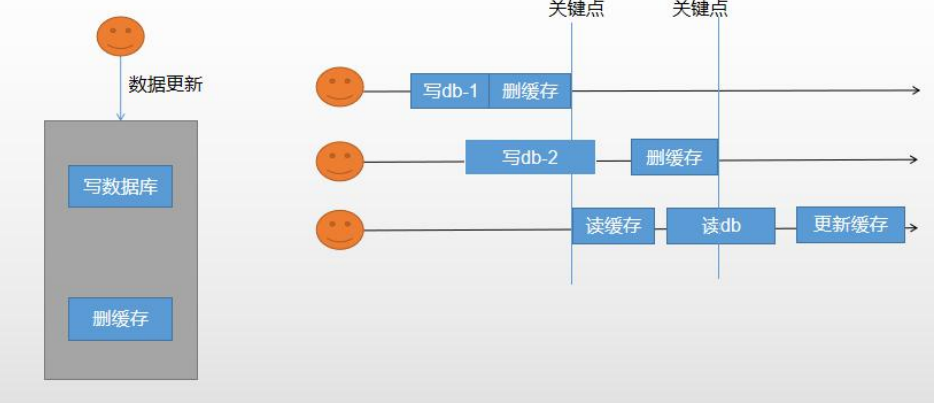 关键点 关键点
数据更新
写数据库
删缓存
写db-1 删缓存
写db-2 删缓存
读缓存 读db 更新缓存